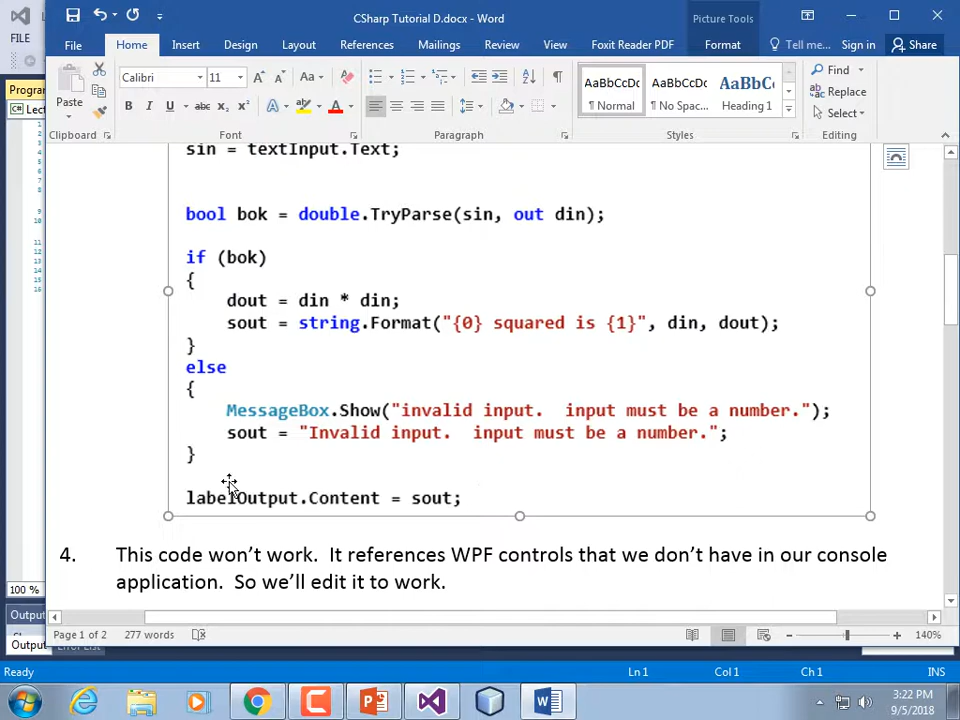 CSharp Tutorial D.docx - Word
Picture Tools
FILE
File
Home
Insert
Design
Layout
References
Mailings
Review
View
Foxit Reader PDF
Format
Tell me...
Sign in
Share
Progran
Lect
Paste
Calibri
11
Clipboard
Font
Paragraph
AaBbCcDc
¶ Normal
AaBbCcDc
¶ No Spac...
AaBbC
Heading 1
Styles
Find
Replace
Select
Editing
sin = textInput.Text;
bool bok = double.TryParse(sin, out din);
if (bok)
{
dout = din * din;
sout = string.Format("{0} squared is {1}", din, dout);
}
else
{
MessageBox.Show("invalid input.  input must be a number.");
sout = "Invalid input.  input must be a number.";
}
labelOutput.Content = sout;
4. This code won't work.  It references WPF controls that we don't have in our console
application.  So we'll edit it to work.
100 %
Output
Page 1 of 2
277 words
140%
Output
Error List
Ready
Ln 1
Col 1
Ch 1
INS
3:22 PM
9/5/2018